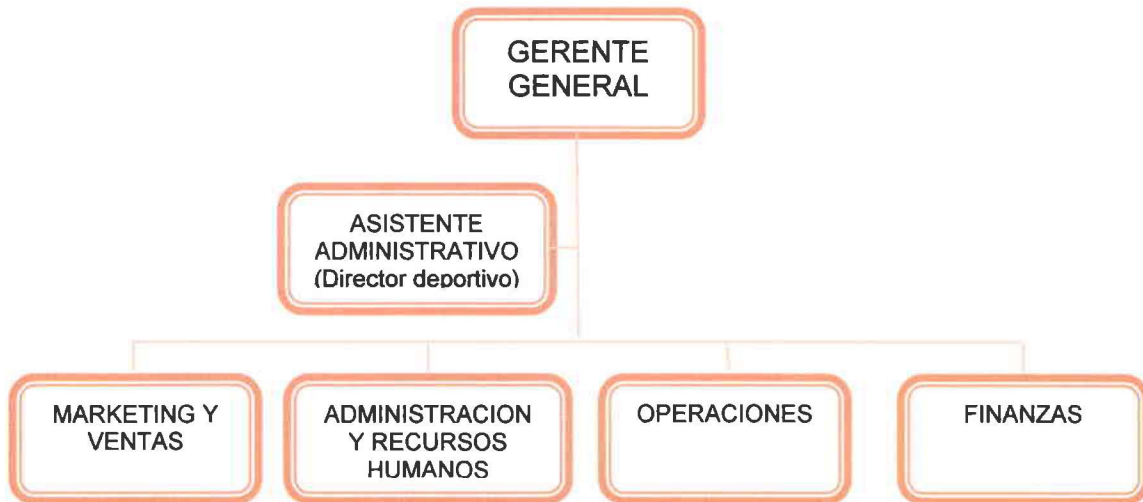 GERENTE
GENERAL
ASISTENTE
ADMINISTRATIVO
(Director deportivo)
MARKETING Y
VENTAS
ADMINISTRACION
Y RECURSOS
HUMANOS
OPERACIONES
FINANZAS